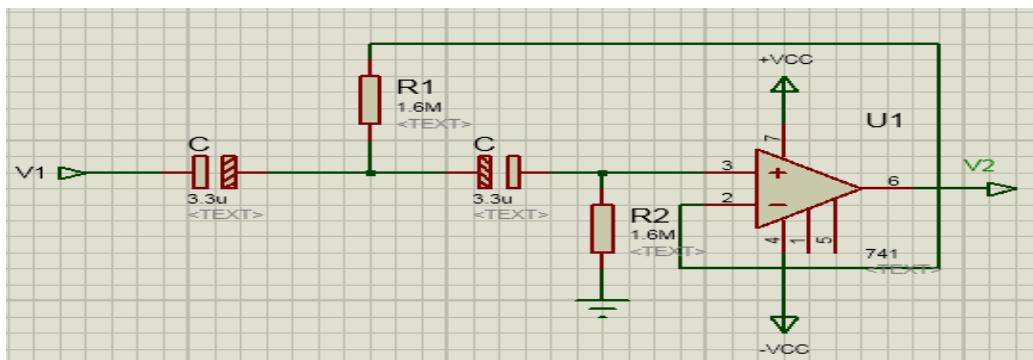 +VCC
R1
1.6M
<TEXT>
U1
C
3.3u
<TEXT>
C
3.3u
<TEXT>
V1
7
3
2
6
V2
R2
1.6M
<TEXT>
4
1
5
741
<TEXT>
-VCC